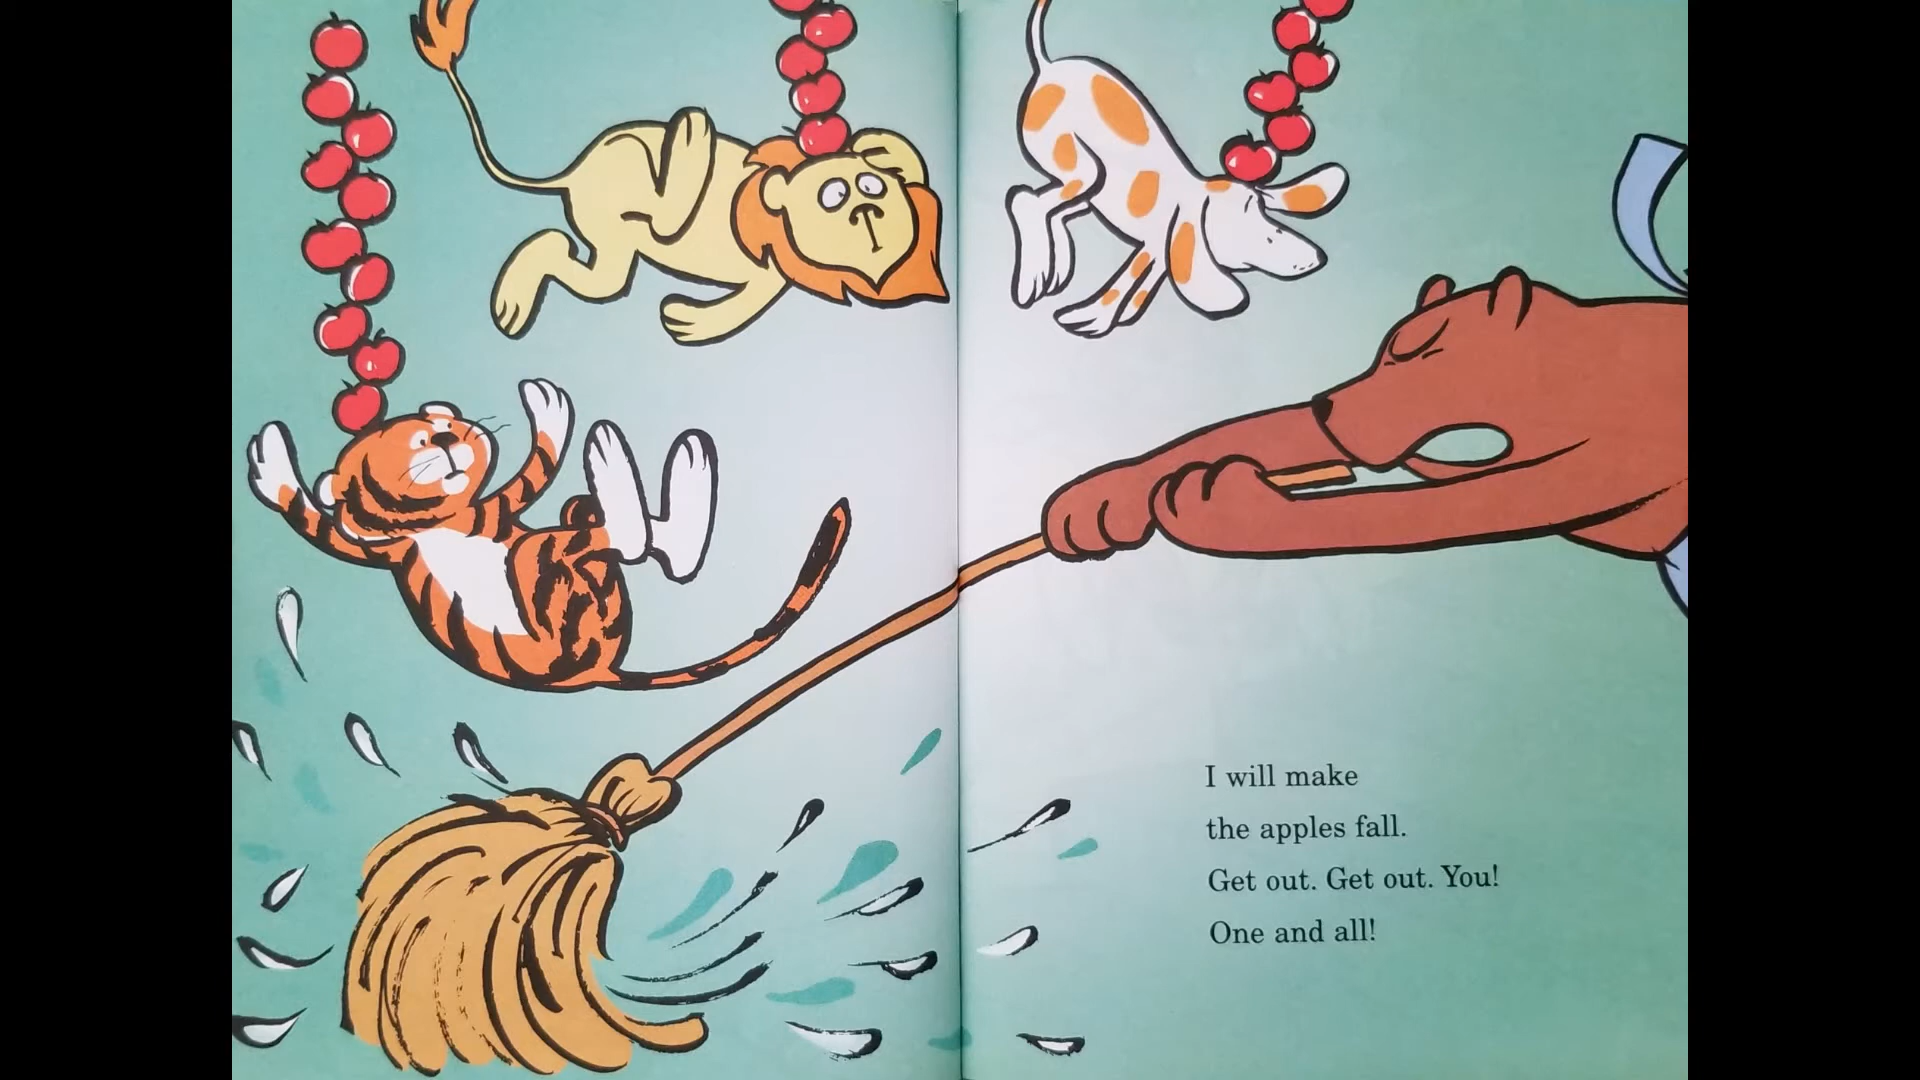 I will make
the apples fall.
Get out. Get out. You!
One and all!